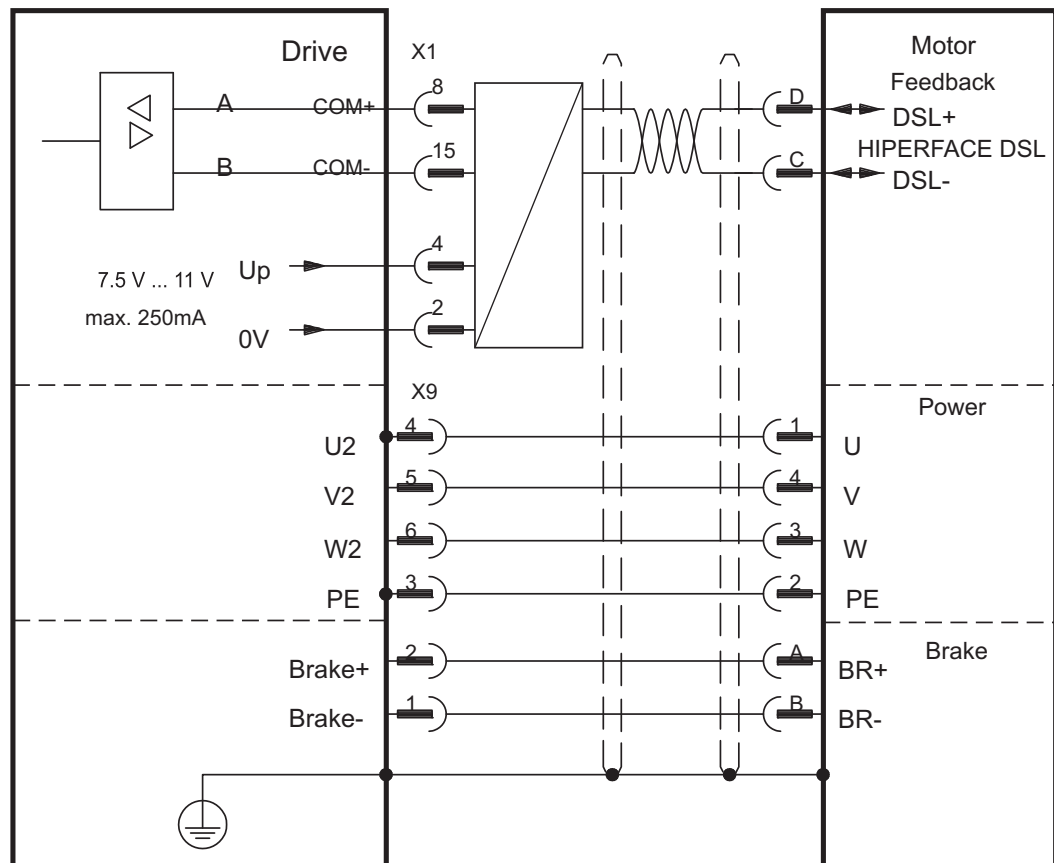 Drive
X1
Motor
Feedback
A
COM+
8
D
DSL+
HIPERFACE DSL
B
COM-
15
C
DSL-
7.5 V ... 11 V
max. 250mA
Up
4
0V
2
X9
Power
U2
4
1
U
V2
5
4
V
W2
6
3
W
PE
3
2
PE
Brake
Brake+
2
A
BR+
Brake-
1
B
BR-